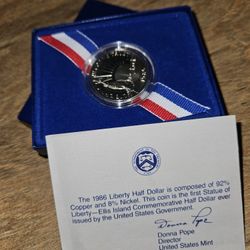 The 1986 Liberty Half Dollar is composed of 92%
Copper and 8% Nickel. This coin is the first Statue of
Liberty—Ellis Island Commemorative Half Dollar ever
issued by the United States Government.
Donna Pope
Donna Pope
Director
United States Mint